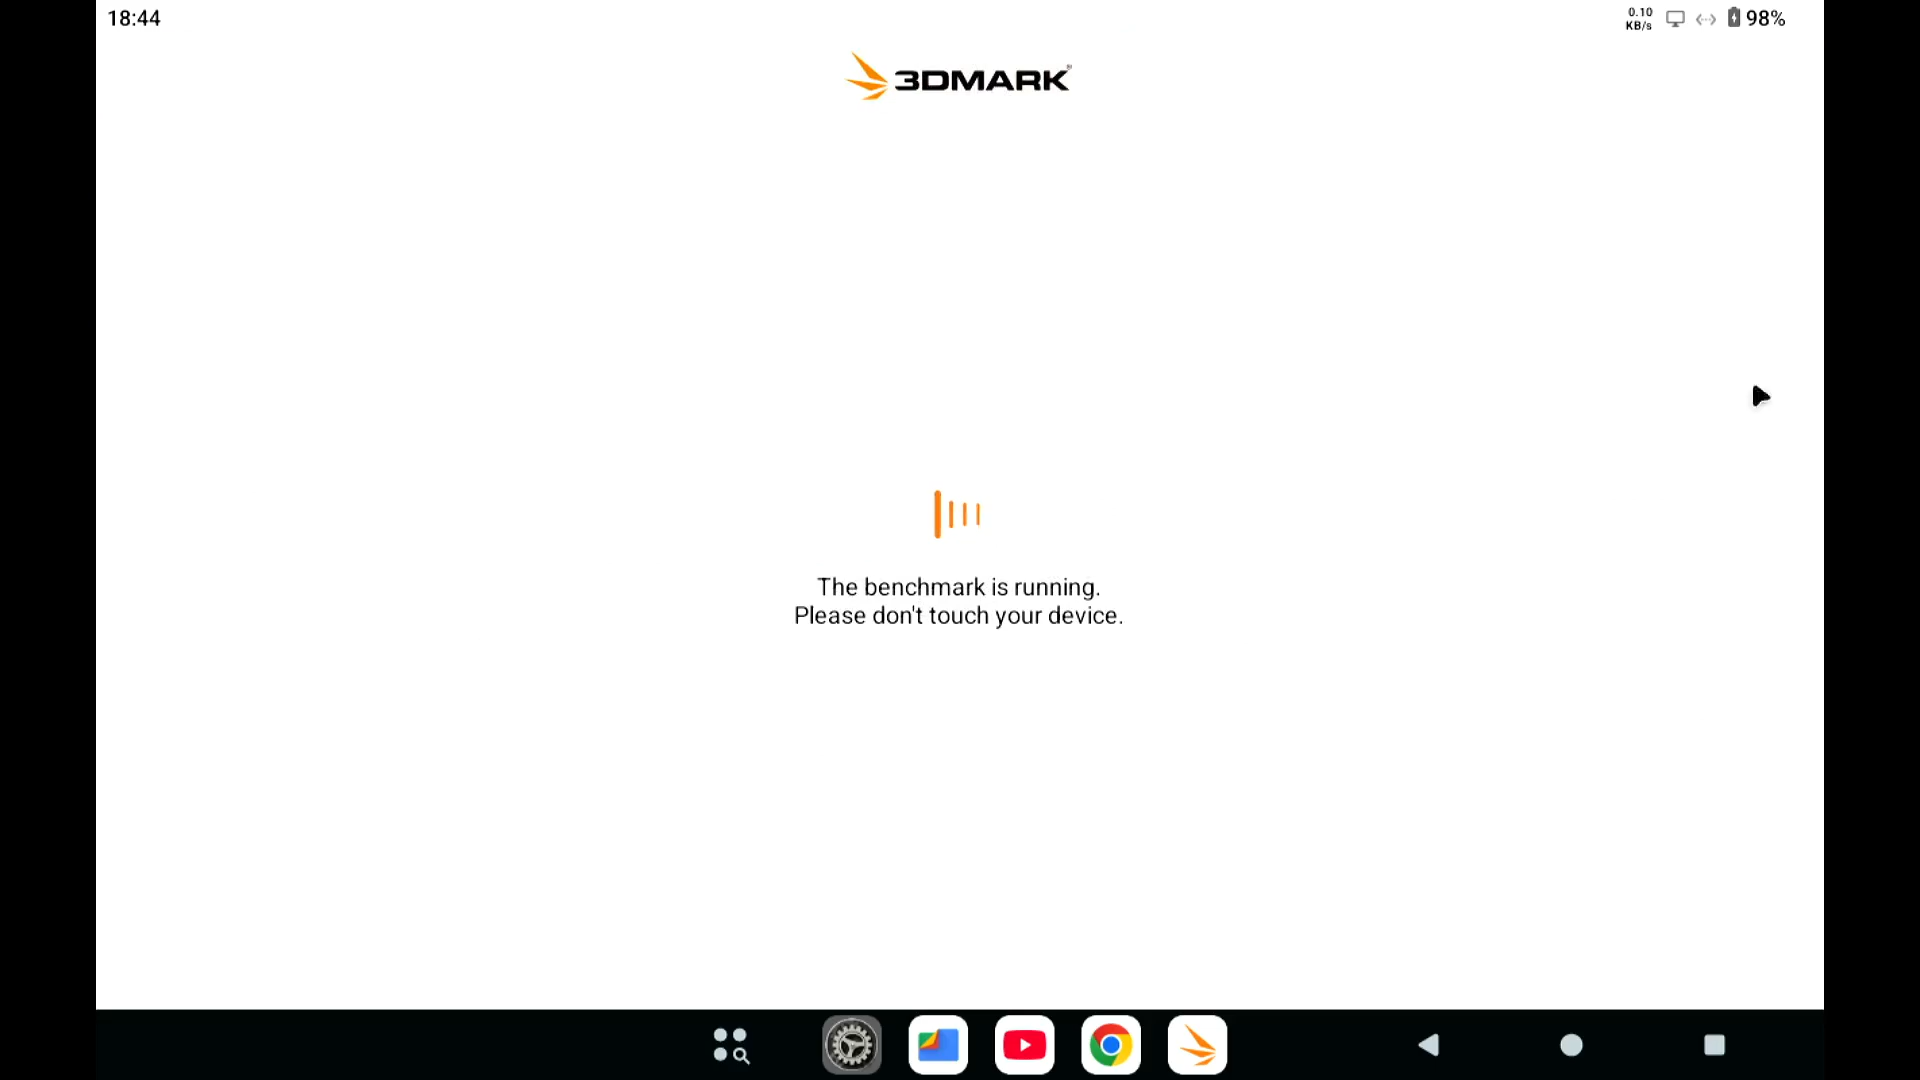 18:44
0.10
KB/s
98%
3DMARK®
The benchmark is running.
Please don't touch your device.